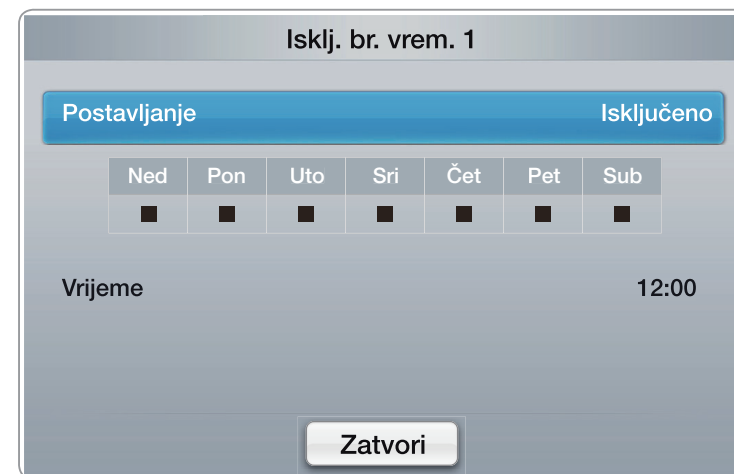 Isklj. br. vrem. 1
Postavljanje Isključeno
Ned Pon Uto Sri Čet Pet Sub
Vrijeme 12:00
Zatvori